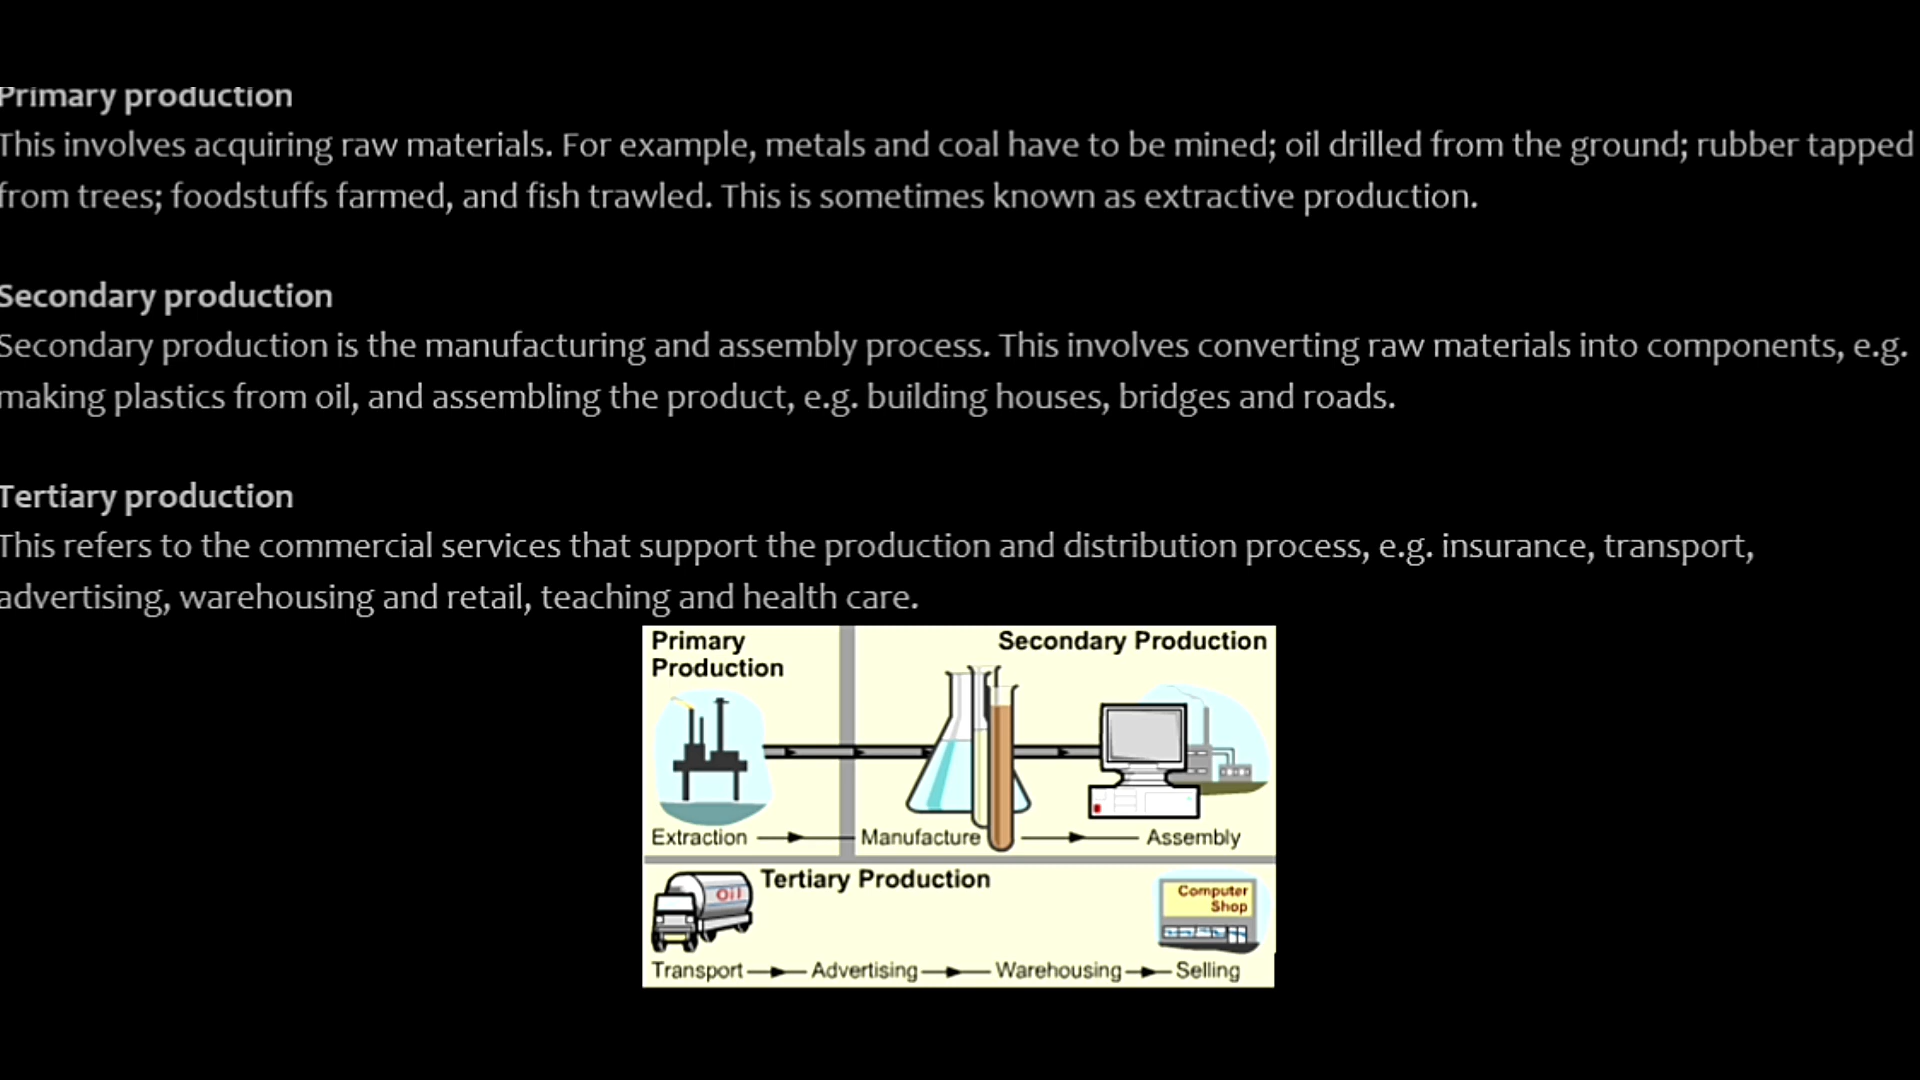 Primary production
This involves acquiring raw materials. For example, metals and coal have to be mined; oil drilled from the ground; rubber tapped
from trees; foodstuffs farmed, and fish trawled. This is sometimes known as extractive production.
Secondary production
Secondary production is the manufacturing and assembly process. This involves converting raw materials into components, e.g.
making plastics from oil, and assembling the product, e.g. building houses, bridges and roads.
Tertiary production
This refers to the commercial services that support the production and distribution process, e.g. insurance, transport,
advertising, warehousing and retail, teaching and health care.
Primary
Production
Secondary Production
Extraction Manufacture Assembly
Tertiary Production
Oil
Computer
Shop
Transport Advertising Warehousing Selling